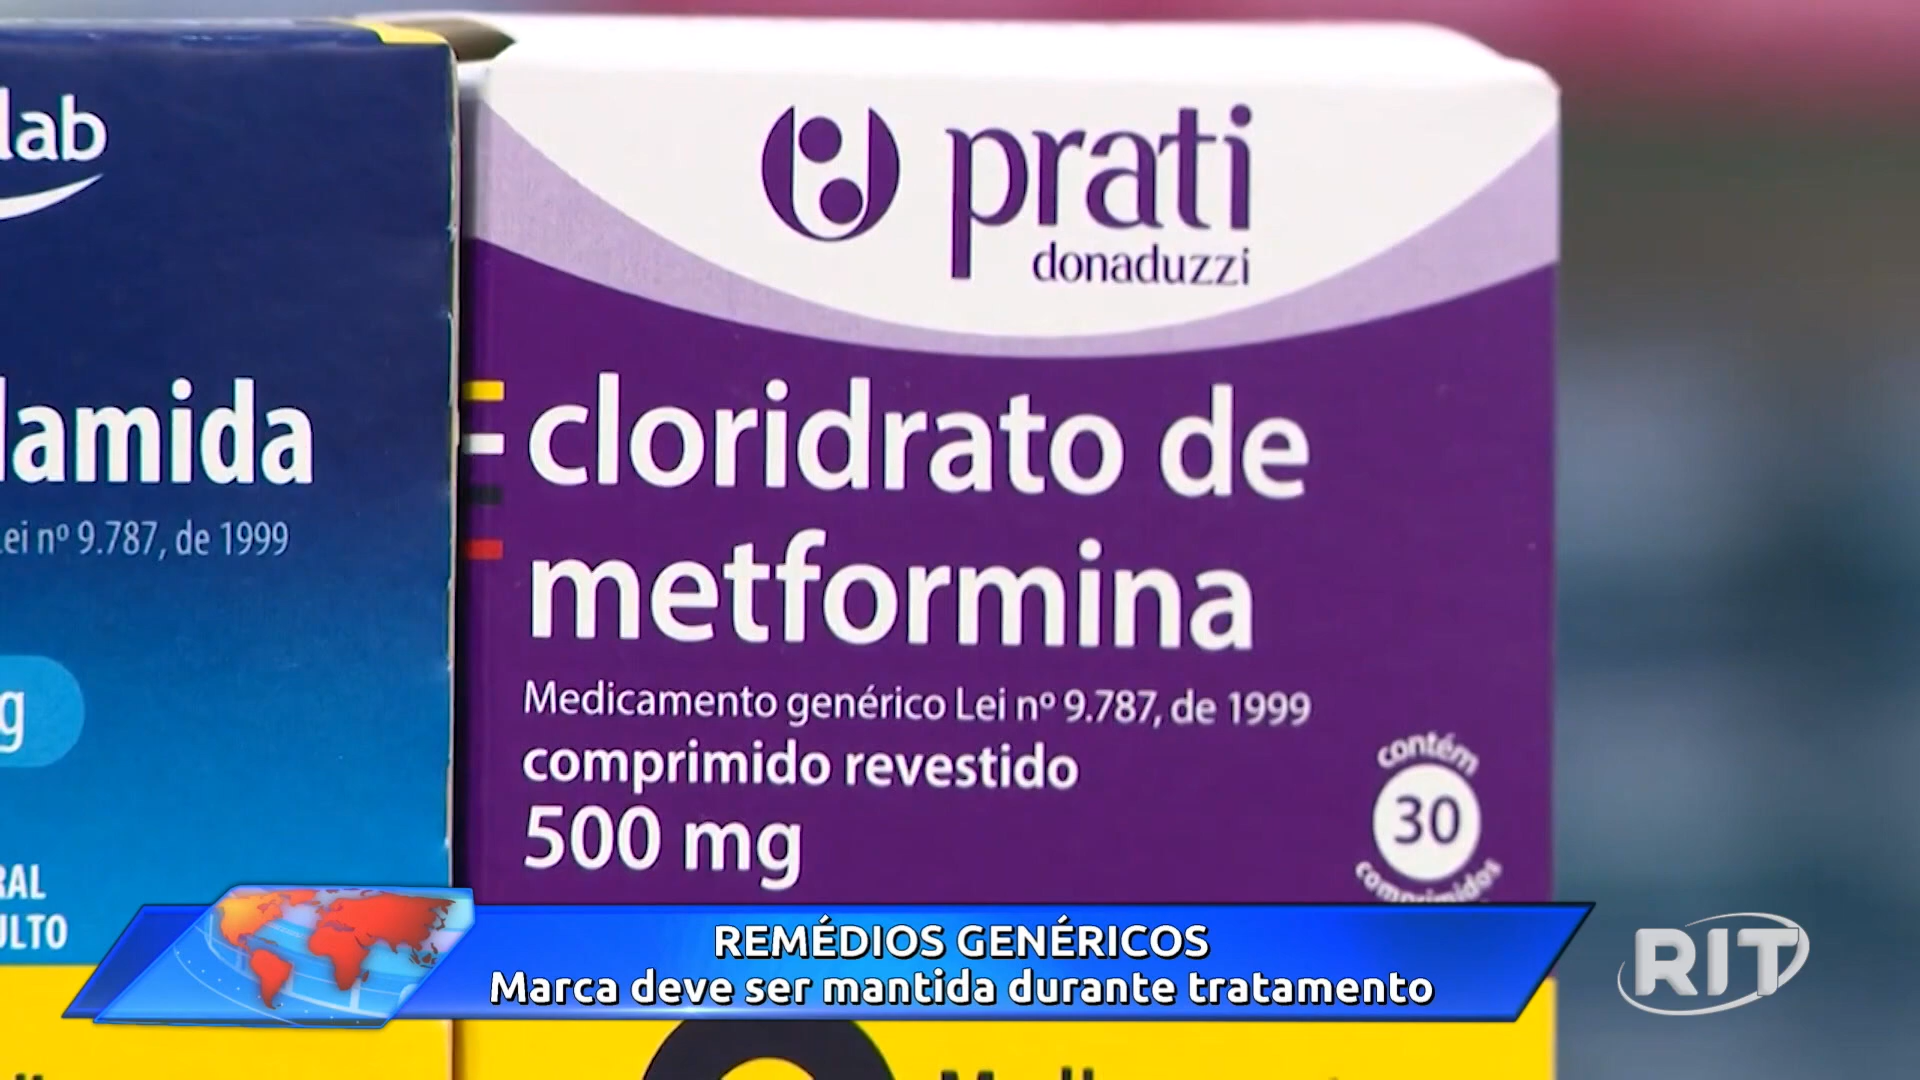 prati
donaduzzi
cloridrato de
metformina
Medicamento genérico Lei nº 9.787, de 1999
comprimido revestido
500 mg
contém
30
comprimidos
lab
lamida
Lei nº 9.787, de 1999
g
RAL
ULTO
REMÉDIOS GENÉRICOS
Marca deve ser mantida durante tratamento
RIT